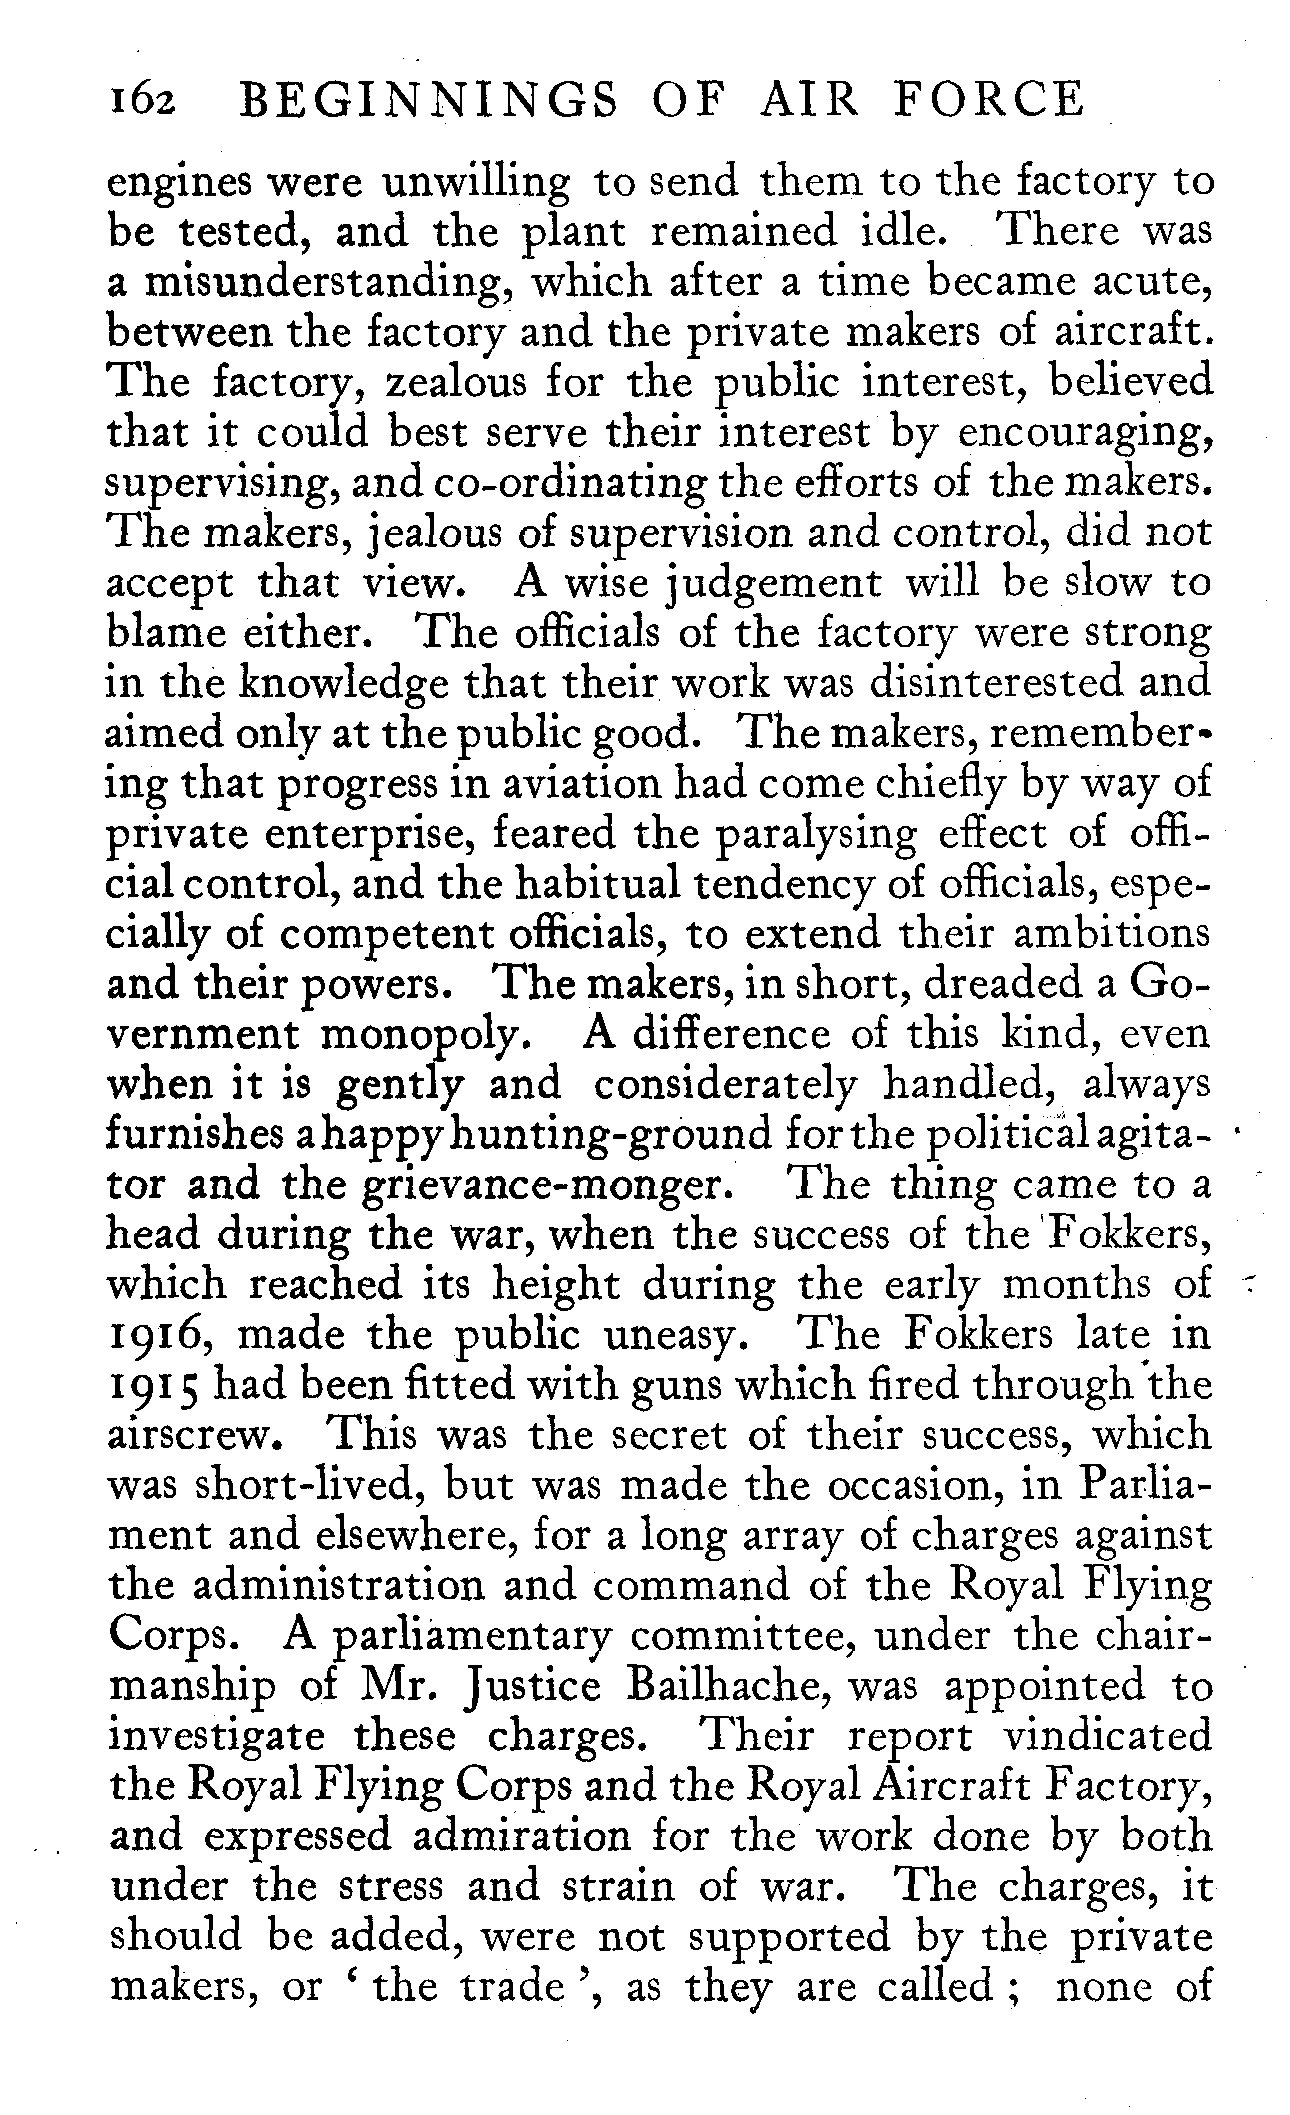 162 BEGINNINGS OF AIR FORCE
engines were unwilling to send them to the factory to
be tested, and the plant remained idle. There was
a misunderstanding, which after a time became acute,
between the factory and the private makers of aircraft.
The factory, zealous for the public interest, believed
that it could best serve their interest by encouraging,
supervising, and co-ordinating the efforts of the makers.
The makers, jealous of supervision and control, did not
accept that view. A wise judgement will be slow to
blame either. The officials of the factory were strong
in the knowledge that their work was disinterested and
aimed only at the public good. The makers, remember-
ing that progress in aviation had come chiefly by way of
private enterprise, feared the paralysing effect of offi-
cial control, and the habitual tendency of officials, espe-
cially of competent officials, to extend their ambitions
and their powers. The makers, in short, dreaded a Go-
vernment monopoly. A difference of this kind, even
when it is gently and considerately handled, always
furnishes a happy hunting-ground for the political agita-
tor and the grievance-monger. The thing came to a
head during the war, when the success of the Fokkers,
which reached its height during the early months of
1916, made the public uneasy. The Fokkers late in
1915 had been fitted with guns which fired through the
airscrew. This was the secret of their success, which
was short-lived, but was made the occasion, in Parlia-
ment and elsewhere, for a long array of charges against
the administration and command of the Royal Flying
Corps. A parliamentary committee, under the chair-
manship of Mr. Justice Bailhache, was appointed to
investigate these charges. Their report vindicated
the Royal Flying Corps and the Royal Aircraft Factory,
and expressed admiration for the work done by both
under the stress and strain of war. The charges, it
should be added, were not supported by the private
makers, or ‘ the trade ’, as they are called ; none of